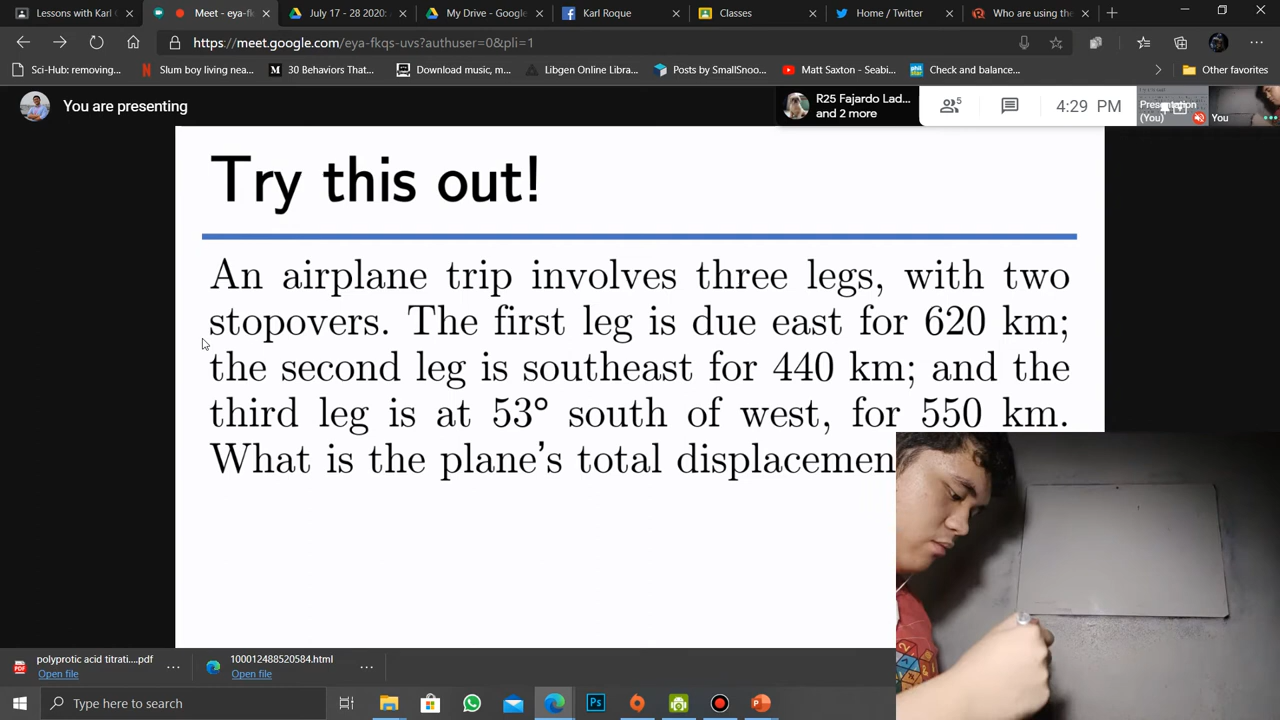 Lessons with Karl
Meet - eya-fk
July 17 - 28 2020:
My Drive - Google
Karl Roque
Classes
Home / Twitter
Who are using the
https://meet.google.com/eya-fkqs-uvs?authuser=0&pli=1
Sci-Hub: removing...
Slum boy living nea...
30 Behaviors That...
Download music, m...
Libgen Online Libra...
Posts by SmallSnoo...
Matt Saxton - Seabi...
Check and balance...
Other favorites
You are presenting
R25 Fajardo Lad...
and 2 more
5
4:29 PM
Presentation
(You)
You
Try this out!
An airplane trip involves three legs, with two
stopovers. The first leg is due east for 620 km;
the second leg is southeast for 440 km; and the
third leg is at 53° south of west, for 550 km.
What is the plane's total displacemen
polyprotic acid titrati....pdf
Open file
100012488520584.html
Open file
Type here to search